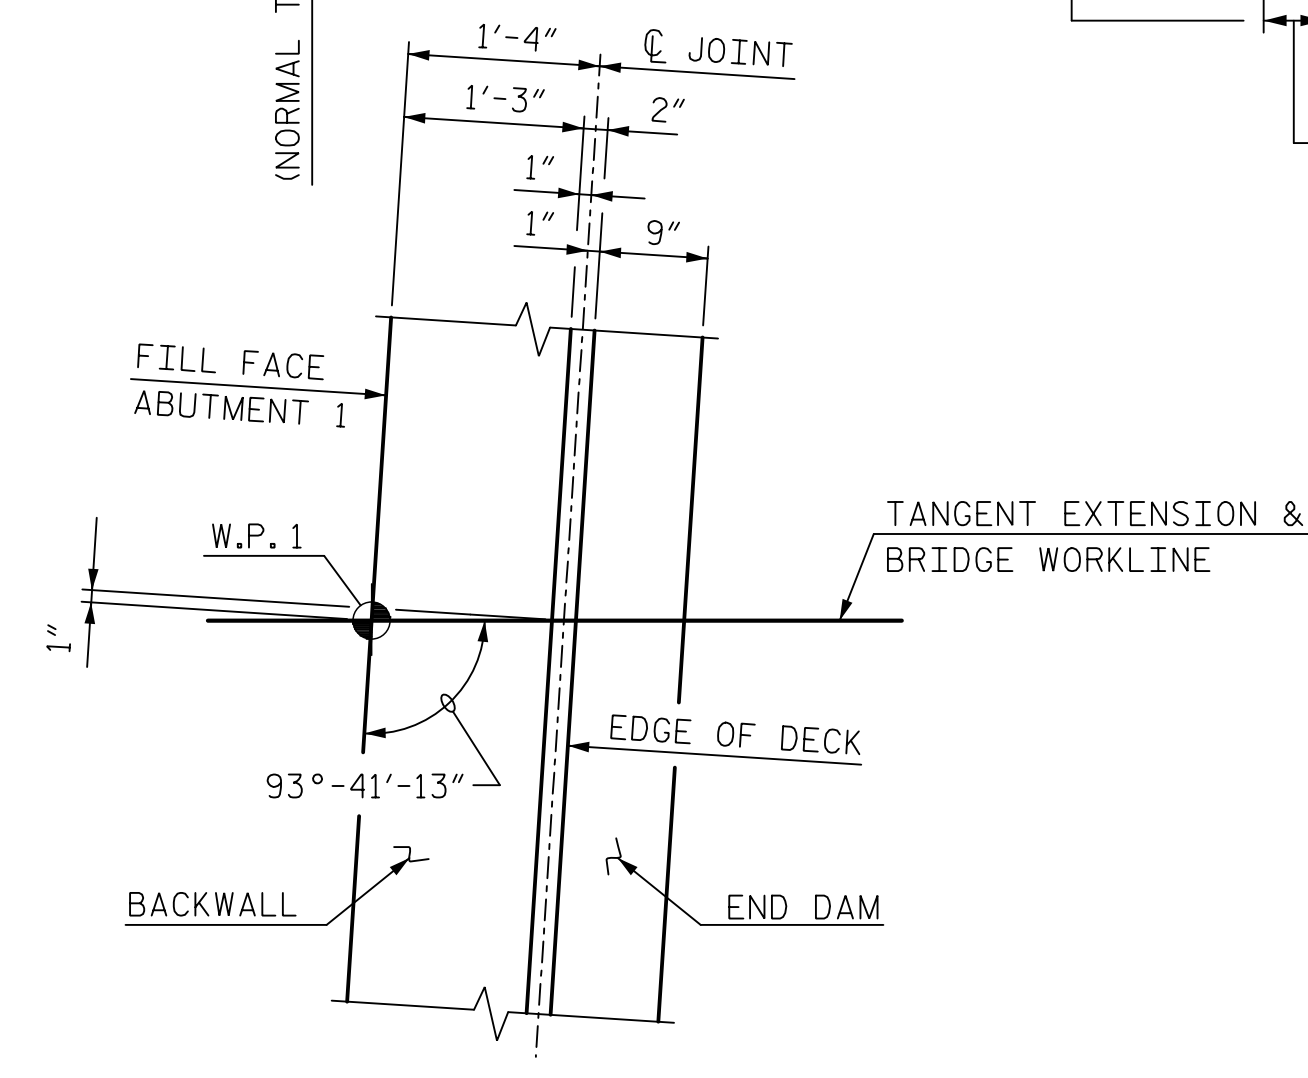 (NORMAL T
1'-4"
℄ JOINT
1'-3"
2"
1"
1"
9"
FILL FACE
ABUTMENT 1
W.P. 1
TANGENT EXTENSION &
BRIDGE WORKLINE
1"
EDGE OF DECK
93°-41'-13"
BACKWALL
END DAM